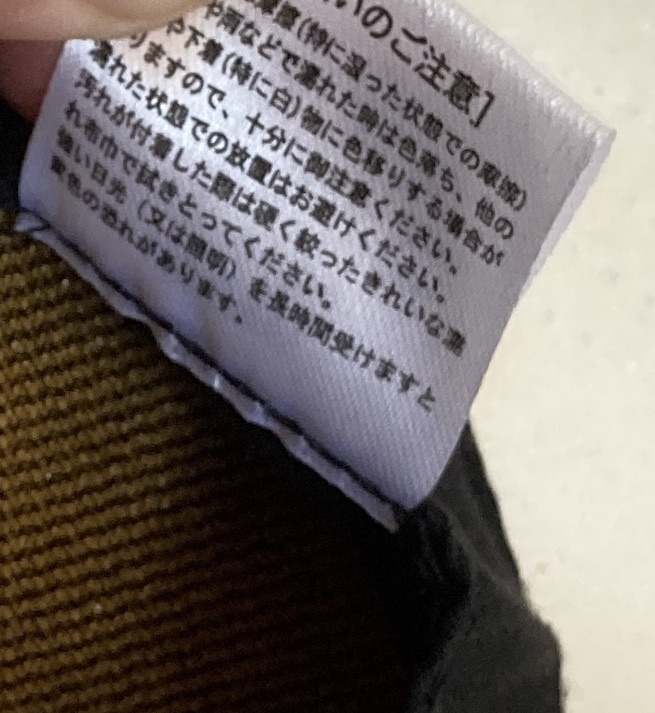 いのご注意]
摩擦(特に湿った状態での摩擦)
や雨などで濡れた時は色落ち、他の
や下着(特に白)物に色移りする場合が
りますので、十分に御注意ください。
濡れた状態での放置はお避けください。
汚れが付着した際は硬く絞ったきれいな濡
れ布巾で拭きとってください。
強い日光(又は照明)を長時間受けますと
変色の恐れがあります。